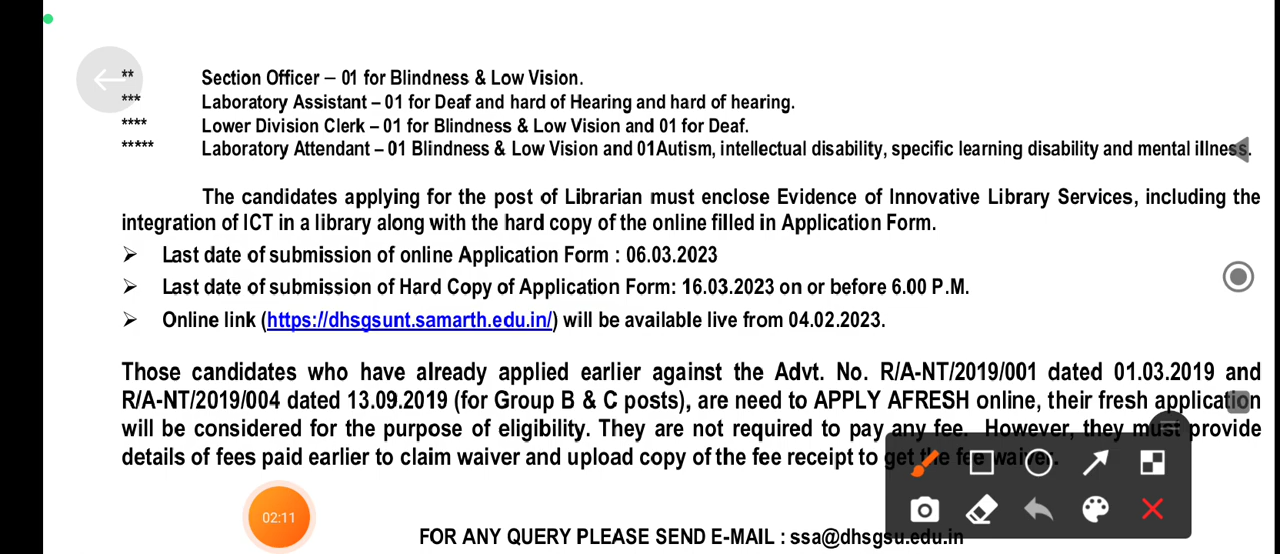 ** Section Officer – 01 for Blindness & Low Vision.
*** Laboratory Assistant – 01 for Deaf and hard of Hearing and hard of hearing.
**** Lower Division Clerk – 01 for Blindness & Low Vision and 01 for Deaf.
***** Laboratory Attendant – 01 Blindness & Low Vision and 01Autism, intellectual disability, specific learning disability and mental illness.
The candidates applying for the post of Librarian must enclose Evidence of Innovative Library Services, including the
integration of ICT in a library along with the hard copy of the online filled in Application Form.
➢ Last date of submission of online Application Form : 06.03.2023
➢ Last date of submission of Hard Copy of Application Form: 16.03.2023 on or before 6.00 P.M.
➢ Online link (https://dhsgsunt.samarth.edu.in/) will be available live from 04.02.2023.
Those candidates who have already applied earlier against the Advt. No. R/A-NT/2019/001 dated 01.03.2019 and
R/A-NT/2019/004 dated 13.09.2019 (for Group B & C posts), are need to APPLY AFRESH online, their fresh application
will be considered for the purpose of eligibility. They are not required to pay any fee. However, they must provide
details of fees paid earlier to claim waiver and upload copy of the fee receipt to get the fee waiver.
02:11
FOR ANY QUERY PLEASE SEND E-MAIL : ssa@dhsgsu.edu.in